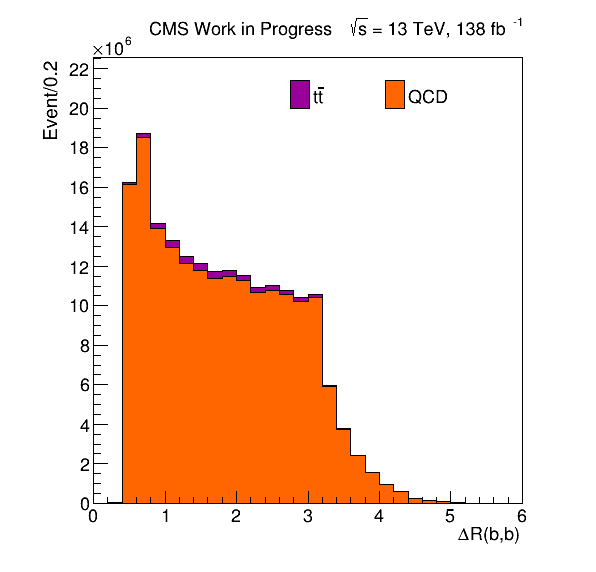 CMS Work in Progress √s = 13 TeV, 138 fb⁻¹
×10⁶
Event/0.2
22
20
18
16
14
12
10
8
6
4
2
0
tt̄
QCD
0 1 2 3 4 5 6
ΔR(b,b)